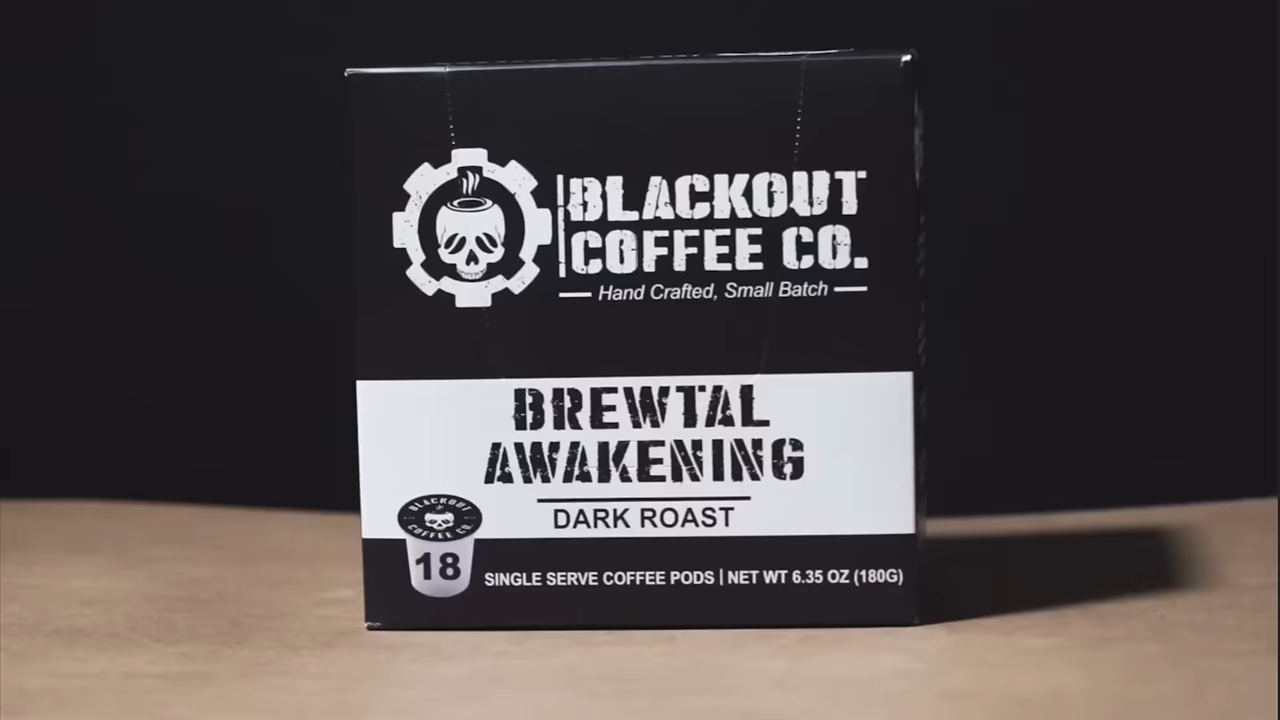 BLACKOUT
COFFEE CO.
Hand Crafted, Small Batch
BREWTAL
AWAKENING
DARK ROAST
BLACKOUT
COFFEE CO.
18
SINGLE SERVE COFFEE PODS | NET WT 6.35 OZ (180G)